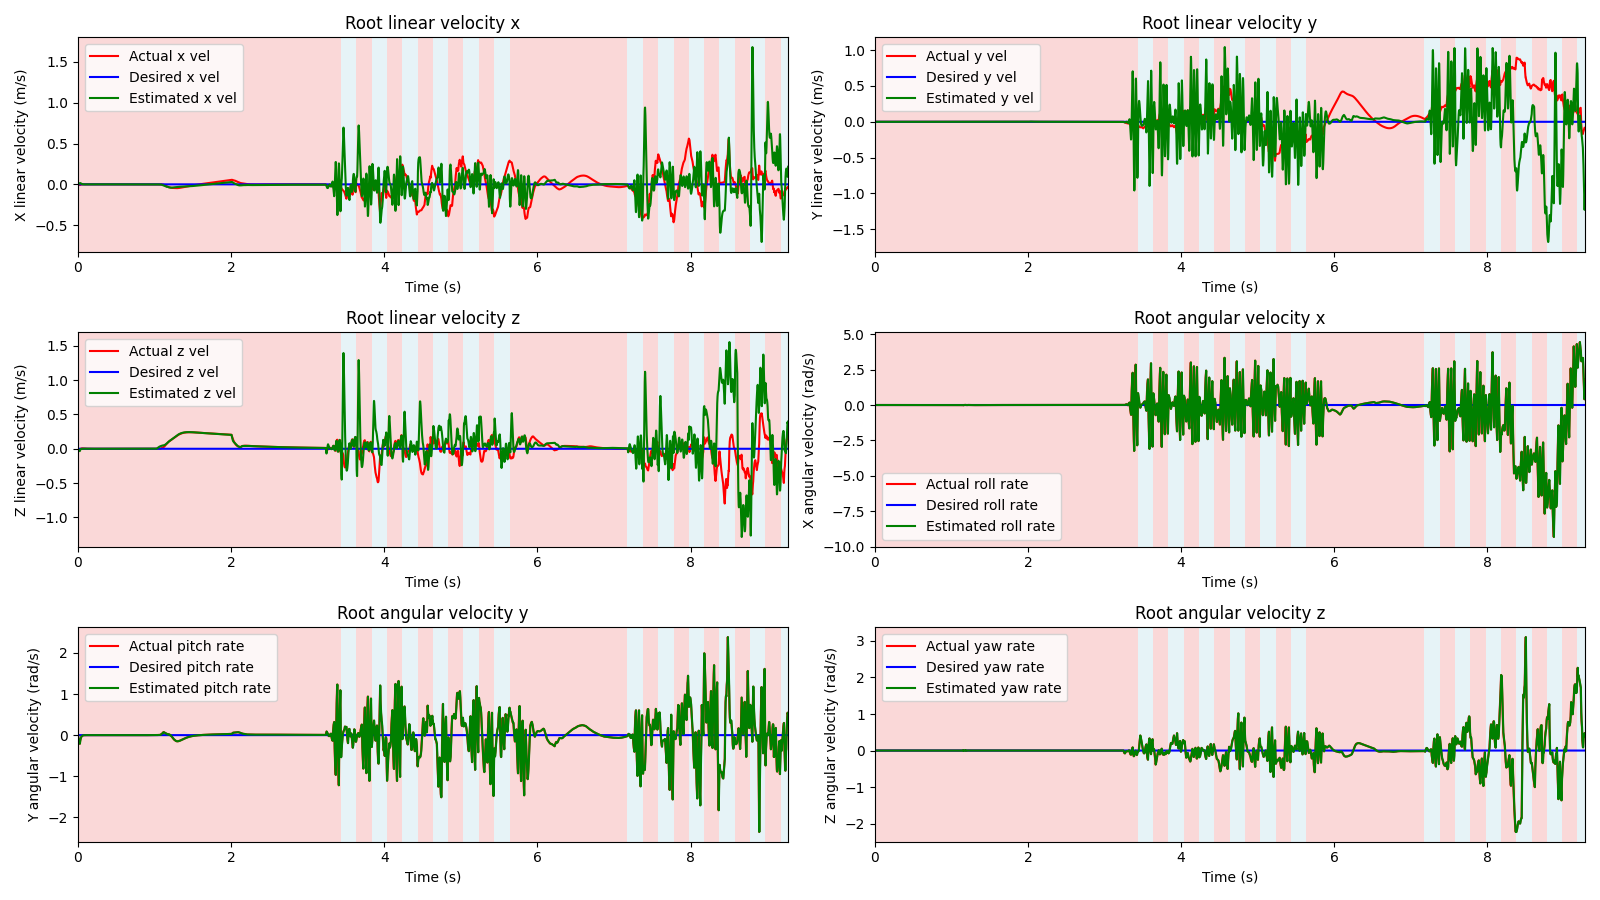 Root linear velocity x
Actual x vel
Desired x vel
Estimated x vel
X linear velocity (m/s)
1.5
1.0
0.5
0.0
−0.5
0 2 4 6 8
Time (s)
Root linear velocity y
Actual y vel
Desired y vel
Estimated y vel
Y linear velocity (m/s)
1.0
0.5
0.0
−0.5
−1.0
−1.5
0 2 4 6 8
Time (s)
Root linear velocity z
Actual z vel
Desired z vel
Estimated z vel
Z linear velocity (m/s)
1.5
1.0
0.5
0.0
−0.5
−1.0
0 2 4 6 8
Time (s)
Root angular velocity x
Actual roll rate
Desired roll rate
Estimated roll rate
X angular velocity (rad/s)
5.0
2.5
0.0
−2.5
−5.0
−7.5
−10.0
0 2 4 6 8
Time (s)
Root angular velocity y
Actual pitch rate
Desired pitch rate
Estimated pitch rate
Y angular velocity (rad/s)
2
1
0
−1
−2
0 2 4 6 8
Time (s)
Root angular velocity z
Actual yaw rate
Desired yaw rate
Estimated yaw rate
Z angular velocity (rad/s)
3
2
1
0
−1
−2
0 2 4 6 8
Time (s)